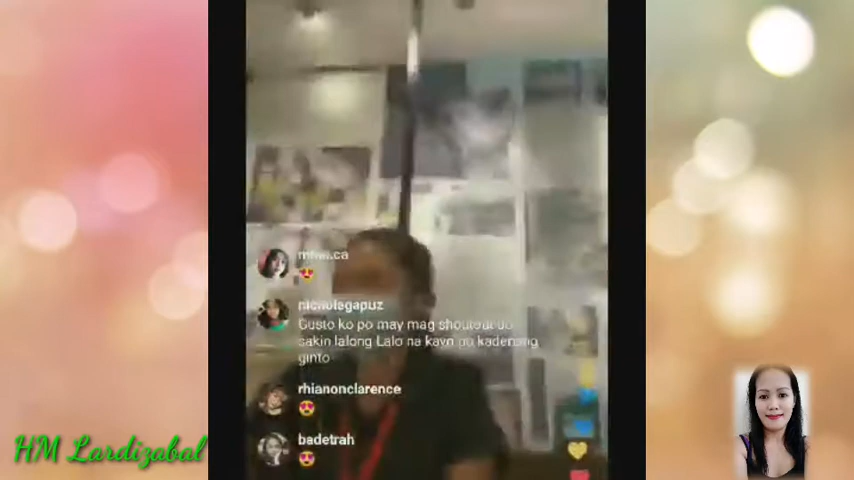 nicholegapuz
Gusto ko po may mag shoutout
sakin lalong Lalo na kayo po kadenang
ginto
rhianonclarence
badetrah
HM Lardizabal